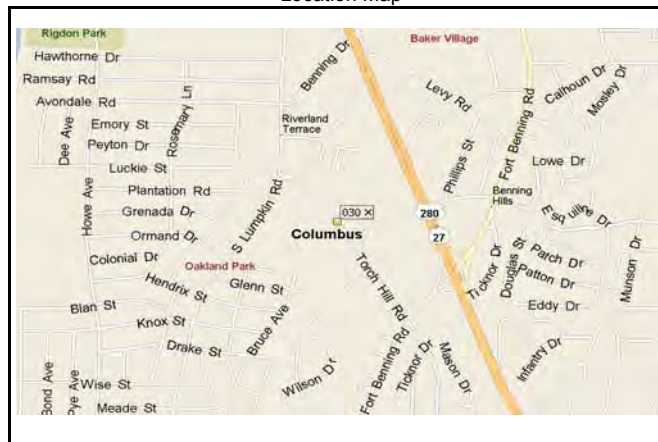 Location Map
Rigdon Park
Baker Village
Hawthorne Dr
Benning Dr
Ramsay Rd
Levy Rd
Calhoun Dr
Mosley Dr
Avondale Rd
Rosemary Ln
Fort Benning Rd
Dee Ave
Emory St
Riverland
Terrace
Peyton Dr
Phillips St
Lowe Dr
Luckie St
Howe Ave
Plantation Rd
Benning
Hills
Grenada Dr
S Lumpkin Rd
030 X
280
Esquiline Dr
Ormand Dr
Columbus
27
Colonial Dr
Oakland Park
Ticknor Dr
Douglas St
Patch Dr
Munson Dr
Hendrix St
Glenn St
Torch Hill Rd
Patton Dr
Blan St
Eddy Dr
Knox St
Bruce Ave
Drake St
Fort Benning Rd
Ticknor Dr
Mason Dr
Infantry Dr
Wilson Dr
Bond Ave
Pye Ave
Wise St
Meade St